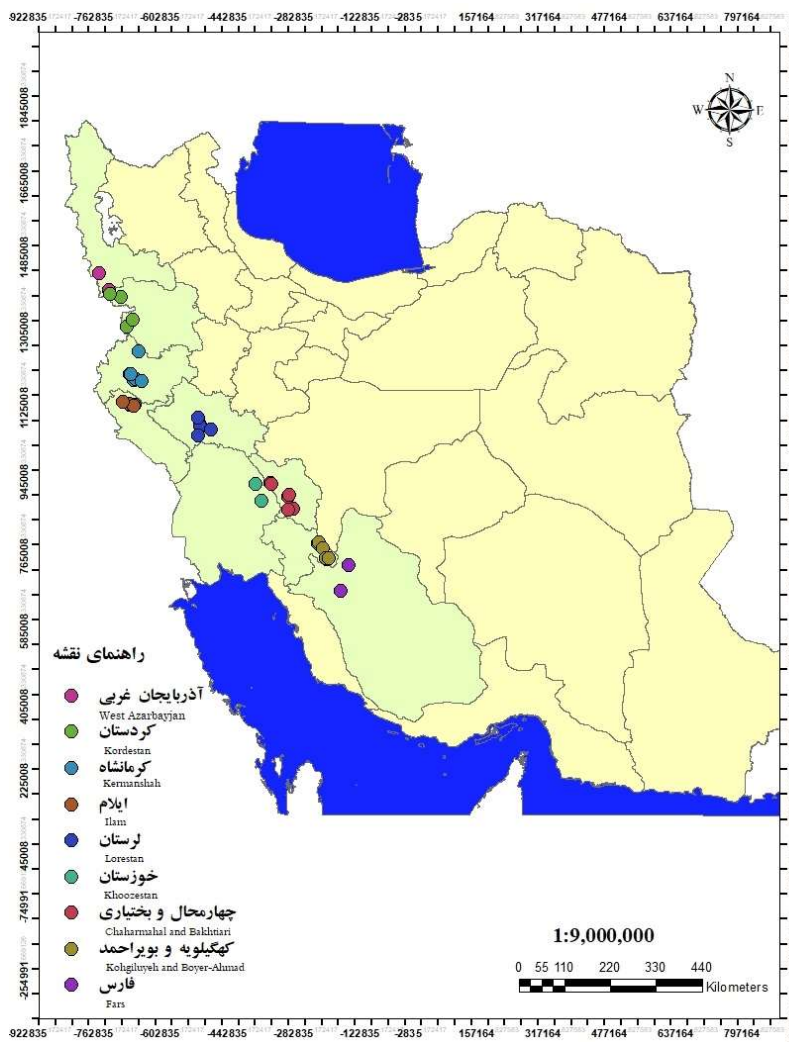 922835 -762835 -602835 -442835 -282835 -122835 -2835 157164 317164 477164 637164 797164
N
W E
S
1845008
1665008
1485008
1305008
1125008
945008
765008
585008
405008
225008
45008
-74991
-254991
راهنمای نقشه
آذربایجان غربی
West Azarbayjan
کردستان
Kordestan
کرمانشاه
Kermanshah
ایلام
Ilam
لرستان
Lorestan
خوزستان
Khoozestan
چهارمحال و بختیاری
Chaharmahal and Bakhtiari
کهگیلویه و بویراحمد
Kohgiluyeh and Boyer-Ahmad
فارس
Fars
1:9,000,000
0 55 110 220 330 440
Kilometers
922835 -762835 -602835 -442835 -282835 -122835 -2835 157164 317164 477164 637164 797164